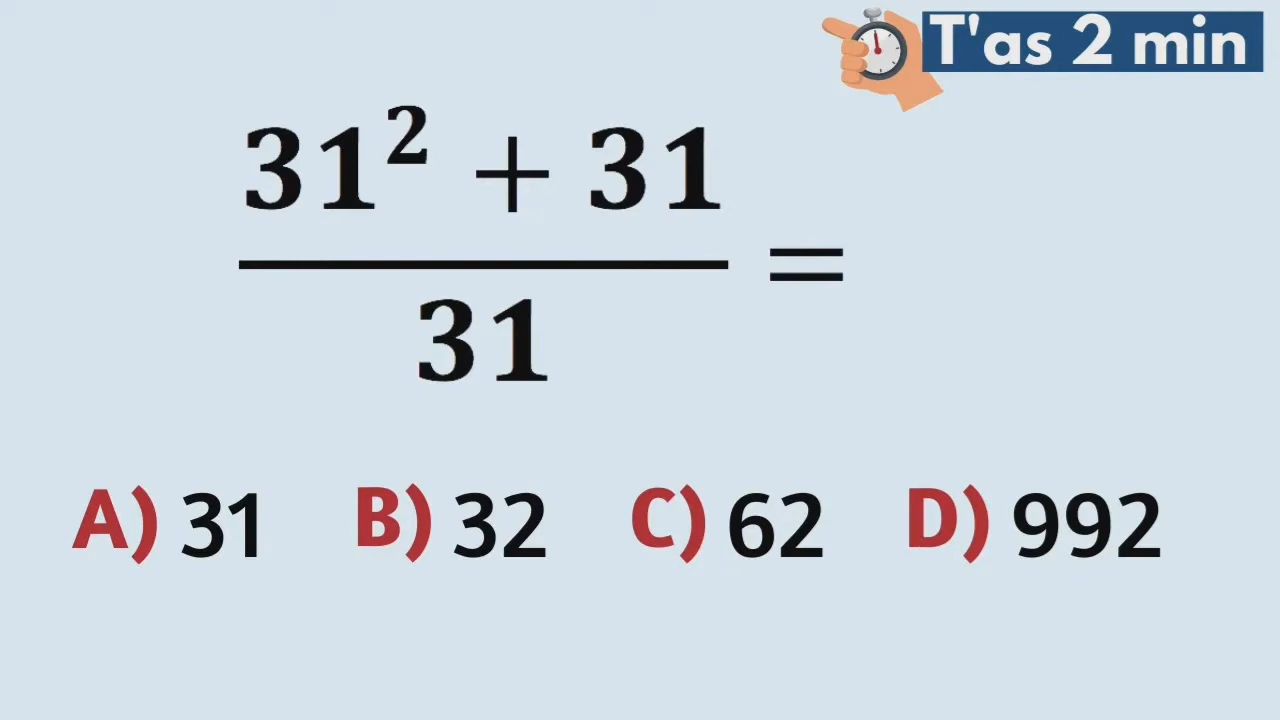 T'as 2 min
31² + 31
31
=
A) 31 B) 32 C) 62 D) 992